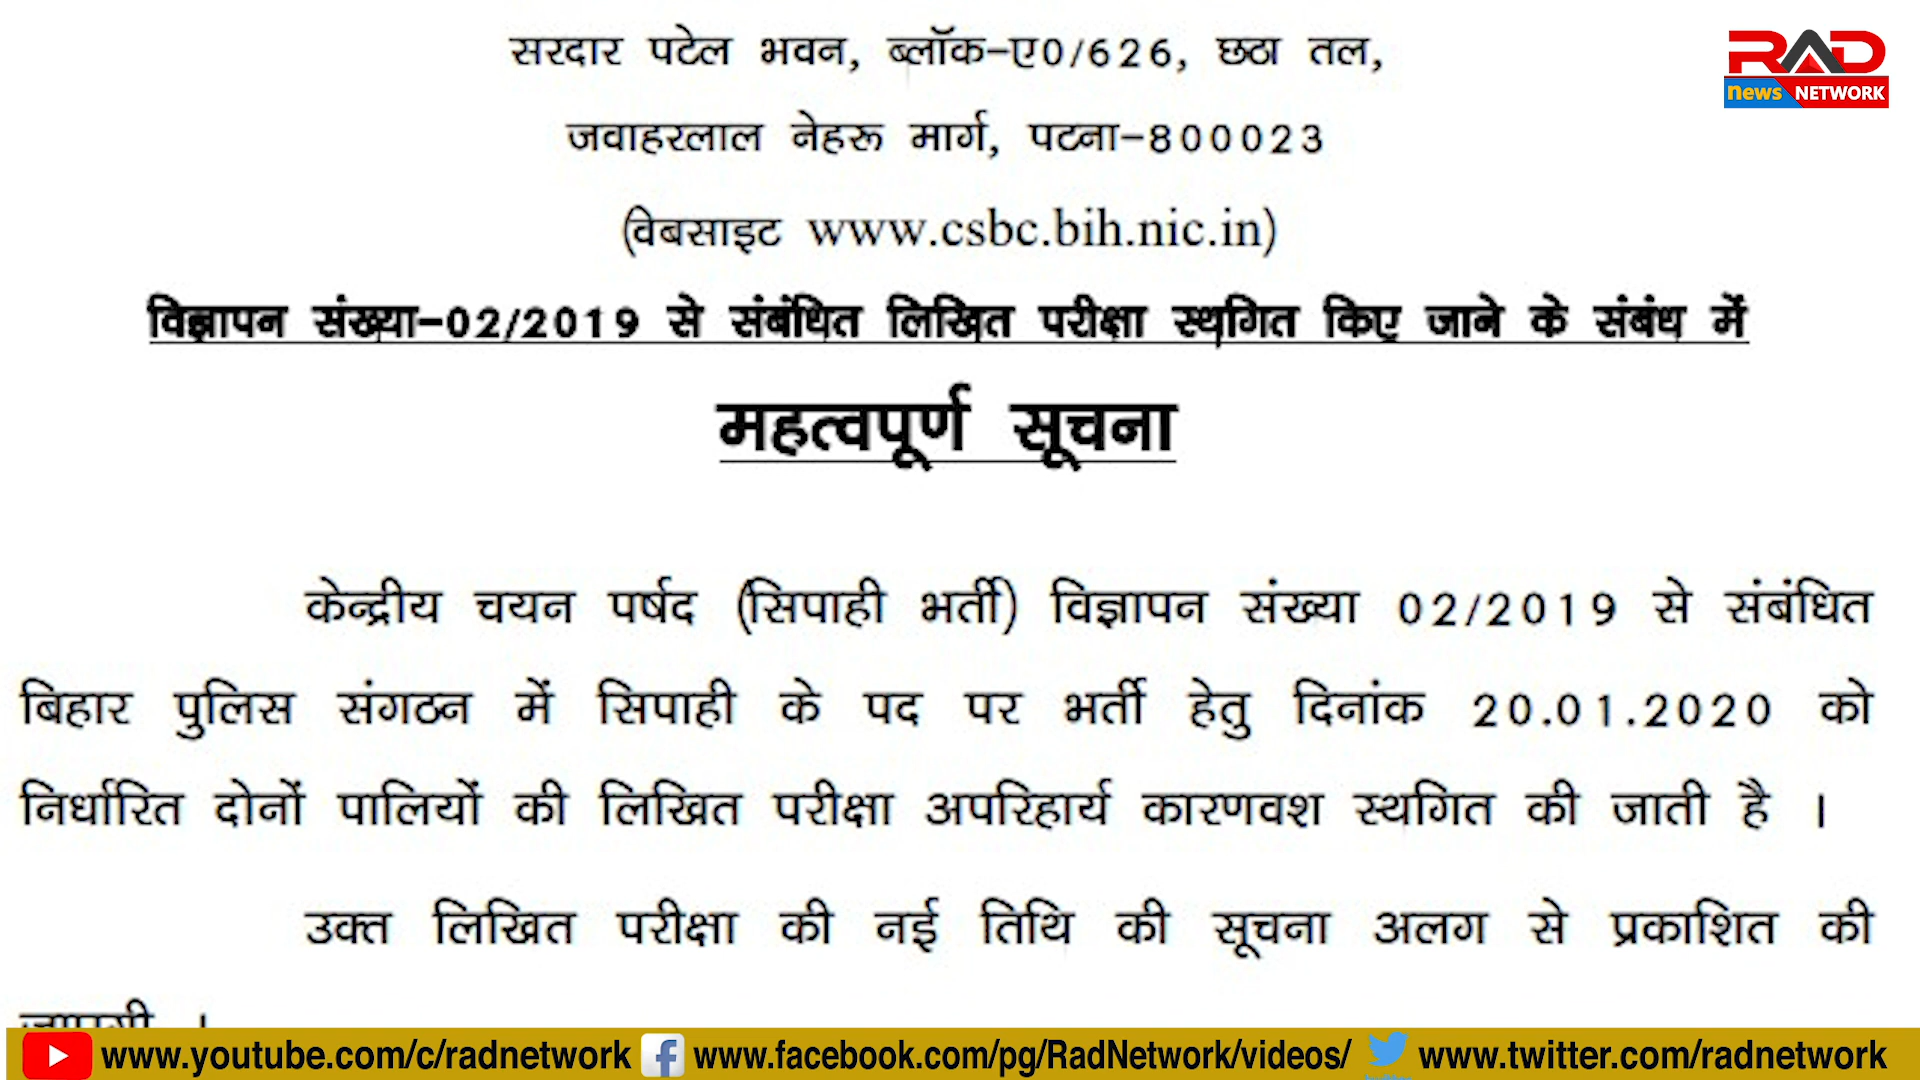 सरदार पटेल भवन, ब्लॉक-ए0/626, छठा तल,
RAD
news NETWORK
जवाहरलाल नेहरू मार्ग, पटना-800023
(वेबसाइट www.csbc.bih.nic.in)
विज्ञापन संख्या-02/2019 से संबंधित लिखित परीक्षा स्थगित किए जाने के संबंध में
महत्वपूर्ण सूचना
केन्द्रीय चयन पर्षद (सिपाही भर्ती) विज्ञापन संख्या 02/2019 से संबंधित
बिहार पुलिस संगठन में सिपाही के पद पर भर्ती हेतु दिनांक 20.01.2020 को
निर्धारित दोनों पालियों की लिखित परीक्षा अपरिहार्य कारणवश स्थगित की जाती है ।
उक्त लिखित परीक्षा की नई तिथि की सूचना अलग से प्रकाशित की
www.youtube.com/c/radnetwork www.facebook.com/pg/RadNetwork/videos/ www.twitter.com/radnetwork